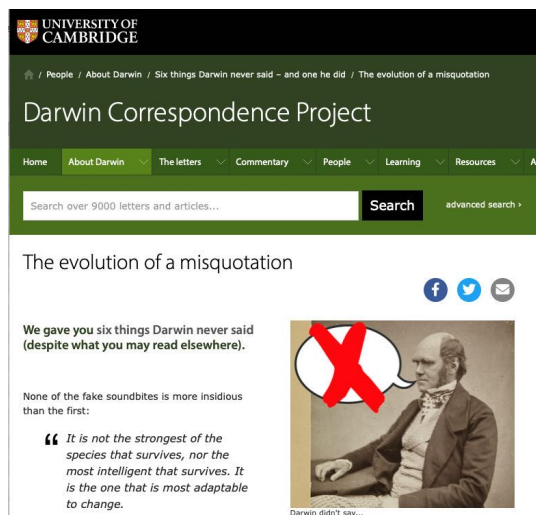 UNIVERSITY OF
CAMBRIDGE
/ People / About Darwin / Six things Darwin never said – and one he did / The evolution of a misquotation
Darwin Correspondence Project
Home About Darwin The letters Commentary People Learning Resources A
Search over 9000 letters and articles... Search advanced search ›
The evolution of a misquotation
We gave you six things Darwin never said
(despite what you may read elsewhere).
None of the fake soundbites is more insidious
than the first:
“ It is not the strongest of the
species that survives, nor the
most intelligent that survives. It
is the one that is most adaptable
to change.
Darwin didn't say...